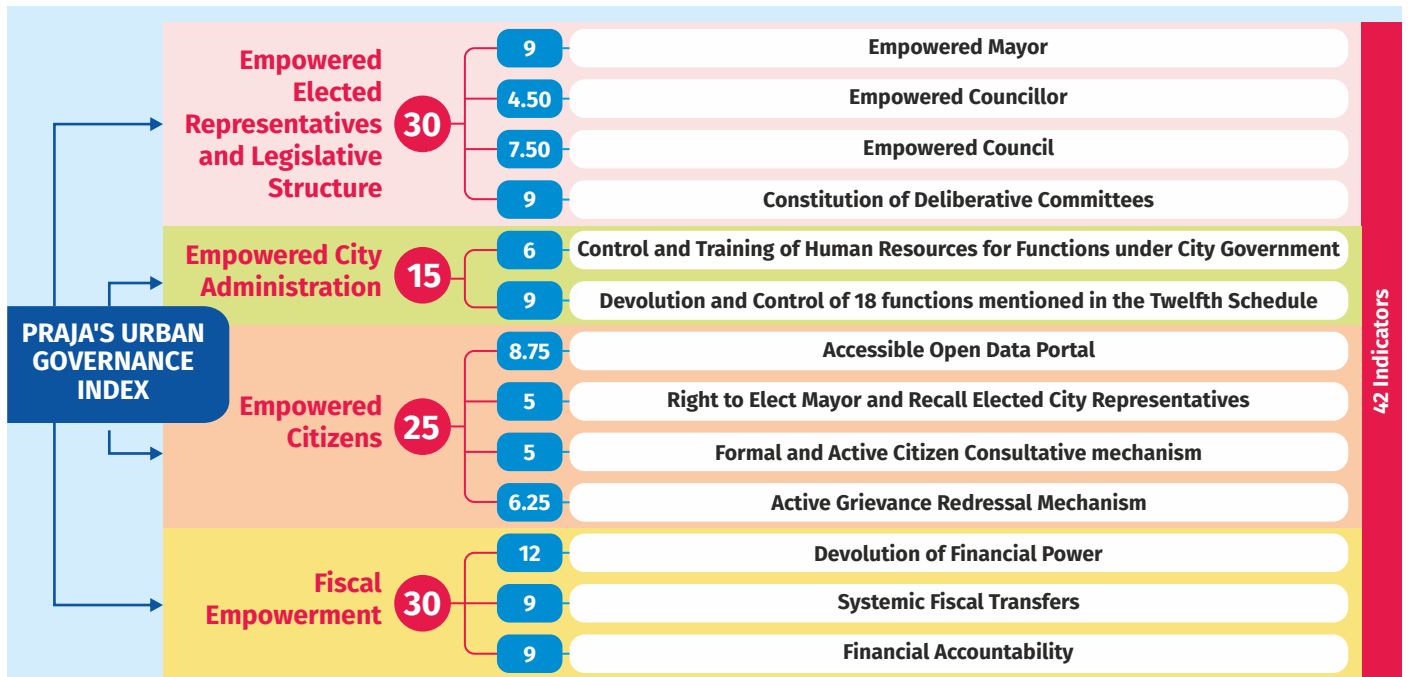 PRAJA'S URBAN
GOVERNANCE
INDEX
Empowered
Elected
Representatives
and Legislative
Structure
30
9
Empowered Mayor
4.50
Empowered Councillor
7.50
Empowered Council
9
Constitution of Deliberative Committees
Empowered City
Administration
15
6
Control and Training of Human Resources for Functions under City Government
9
Devolution and Control of 18 functions mentioned in the Twelfth Schedule
Empowered
Citizens
25
8.75
Accessible Open Data Portal
5
Right to Elect Mayor and Recall Elected City Representatives
5
Formal and Active Citizen Consultative mechanism
6.25
Active Grievance Redressal Mechanism
Fiscal
Empowerment
30
12
Devolution of Financial Power
9
Systemic Fiscal Transfers
9
Financial Accountability
42 Indicators